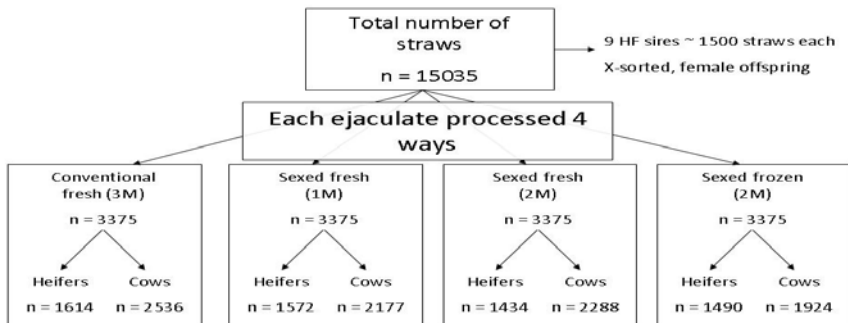 Total number of
straws
n = 15035
9 HF sires ~ 1500 straws each
X-sorted, female offspring
Each ejaculate processed 4
ways
Conventional
fresh (3M)
n = 3375
Heifers Cows
n = 1614 n = 2536
Sexed fresh
(1M)
n = 3375
Heifers Cows
n = 1572 n = 2177
Sexed fresh
(2M)
n = 3375
Heifers Cows
n = 1434 n = 2288
Sexed frozen
(2M)
n = 3375
Heifers Cows
n = 1490 n = 1924